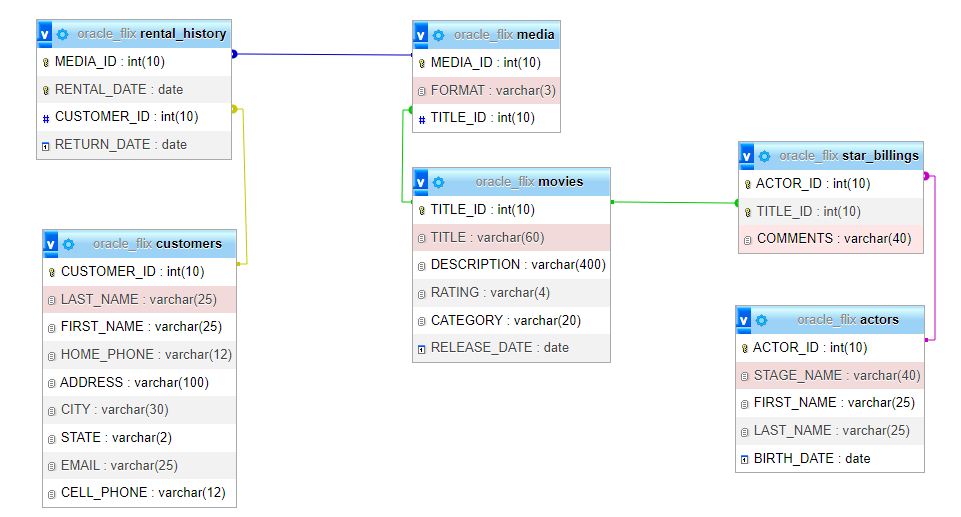 oracle_flix rental_history
MEDIA_ID : int(10)
RENTAL_DATE : date
CUSTOMER_ID : int(10)
RETURN_DATE : date
oracle_flix media
MEDIA_ID : int(10)
FORMAT : varchar(3)
TITLE_ID : int(10)
oracle_flix star_billings
ACTOR_ID : int(10)
TITLE_ID : int(10)
COMMENTS : varchar(40)
oracle_flix movies
TITLE_ID : int(10)
TITLE : varchar(60)
DESCRIPTION : varchar(400)
RATING : varchar(4)
CATEGORY : varchar(20)
RELEASE_DATE : date
oracle_flix customers
CUSTOMER_ID : int(10)
LAST_NAME : varchar(25)
FIRST_NAME : varchar(25)
HOME_PHONE : varchar(12)
ADDRESS : varchar(100)
CITY : varchar(30)
STATE : varchar(2)
EMAIL : varchar(25)
CELL_PHONE : varchar(12)
oracle_flix actors
ACTOR_ID : int(10)
STAGE_NAME : varchar(40)
FIRST_NAME : varchar(25)
LAST_NAME : varchar(25)
BIRTH_DATE : date